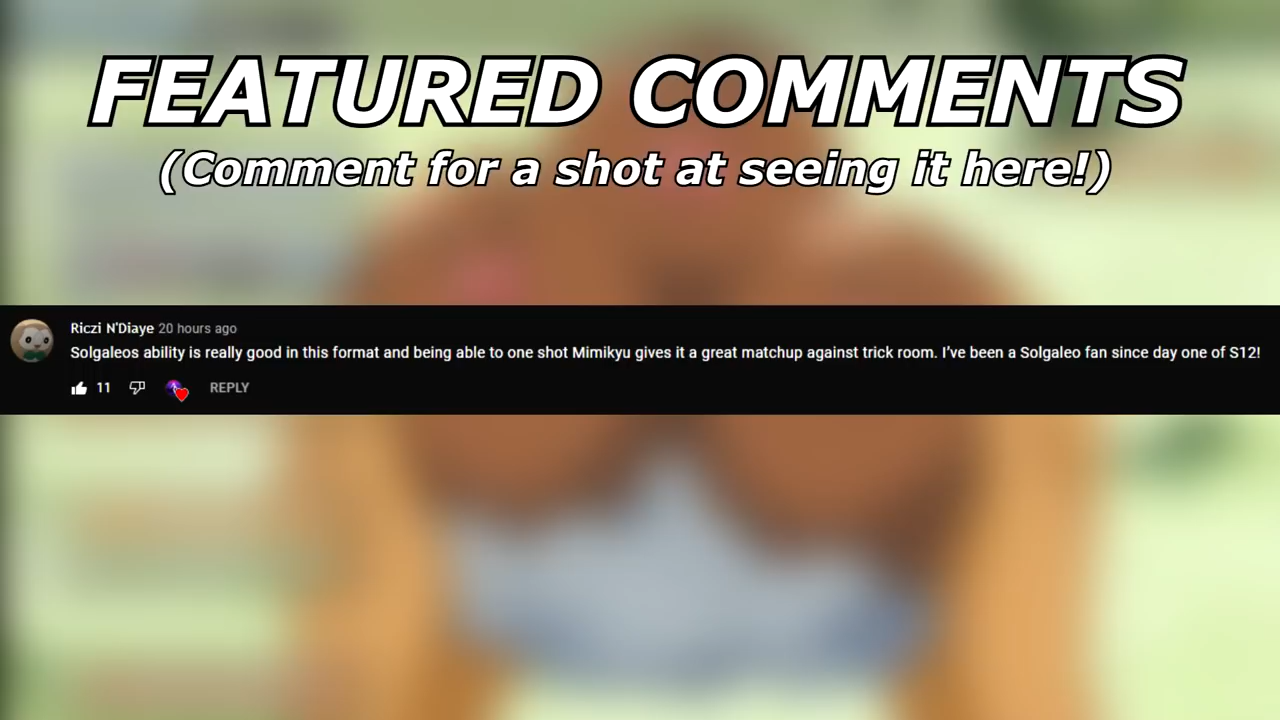 FEATURED COMMENTS
(Comment for a shot at seeing it here!)
Riczi N'Diaye 20 hours ago
Solgaleos ability is really good in this format and being able to one shot Mimikyu gives it a great matchup against trick room. I've been a Solgaleo fan since day one of S12!
11 REPLY